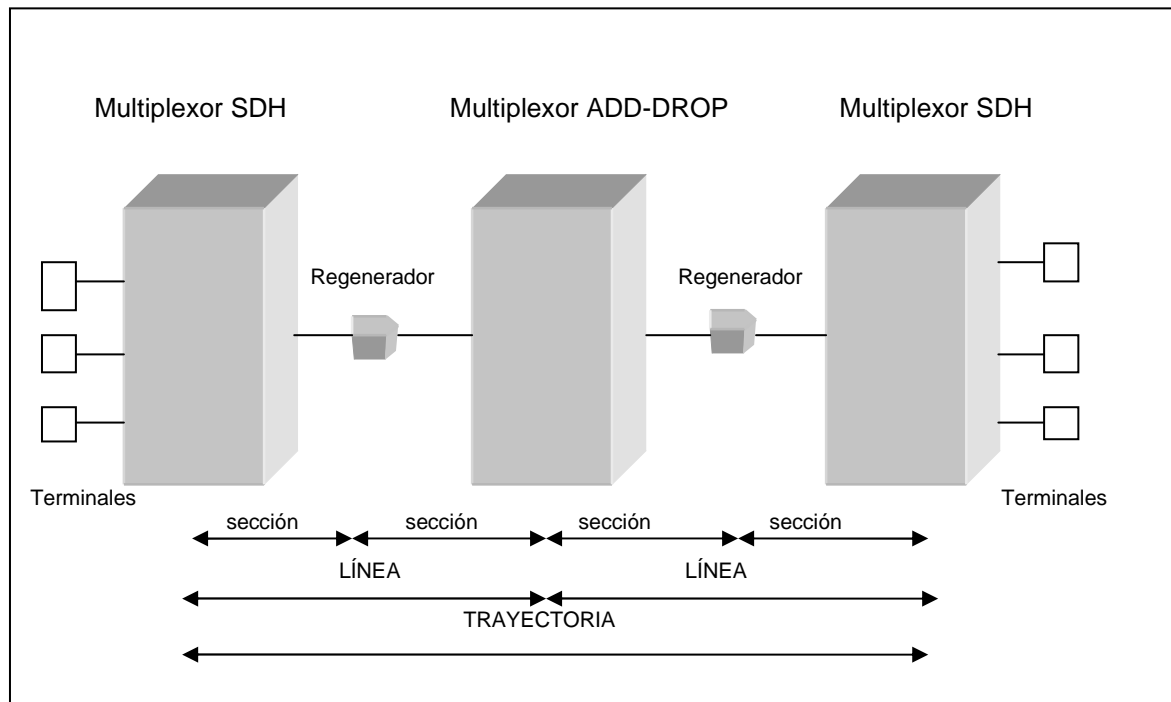 Multiplexor SDH
Multiplexor ADD-DROP
Multiplexor SDH
Regenerador
Regenerador
Terminales
Terminales
sección
sección
sección
sección
LÍNEA
LÍNEA
TRAYECTORIA